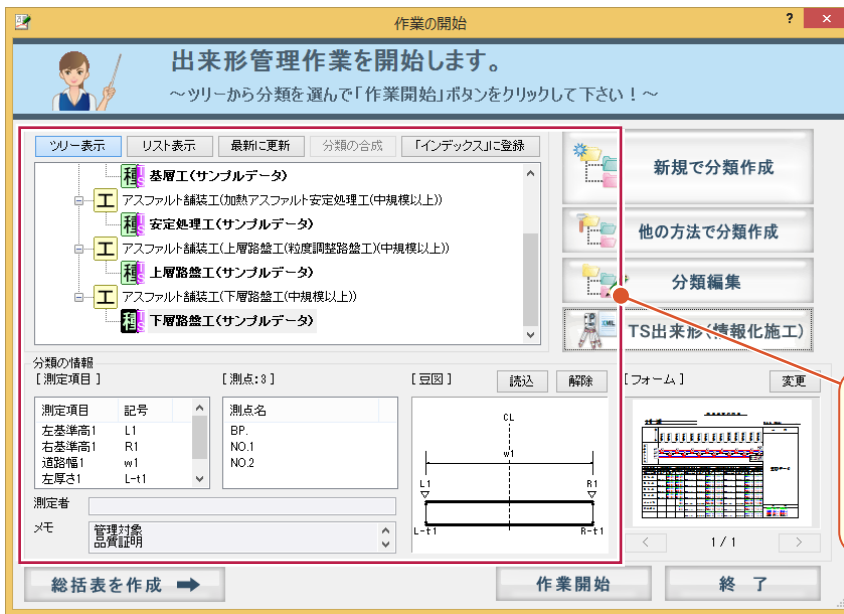 作業の開始
? ×
出来形管理作業を開始します。
～ツリーから分類を選んで「作業開始」ボタンをクリックして下さい！～
ツリー表示 リスト表示 最新に更新 分類の合成 「インデックス」に登録
種 基層工(サンプルデータ)
工 アスファルト舗装工(加熱アスファルト安定処理工(中規模以上))
種 安定処理工(サンプルデータ)
工 アスファルト舗装工(上層路盤工(粒度調整路盤工)(中規模以上))
種 上層路盤工(サンプルデータ)
工 アスファルト舗装工(下層路盤工(中規模以上))
種 下層路盤工(サンプルデータ)
新規で分類作成
他の方法で分類作成
分類編集
TS出来形(情報化施工)
分類の情報
[測定項目] [測点:3] [豆図] 読込 解除 [フォーム] 変更
測定項目 記号
左基準高1 L1
右基準高1 R1
道路幅1 w1
左厚さ1 L-t1
測点名
BP.
NO.1
NO.2
CL
w1
L1 R1
L-t1 R-t1
測定者
メモ 管理対象
品質証明
< 1/1 >
総括表を作成 作業開始 終 了